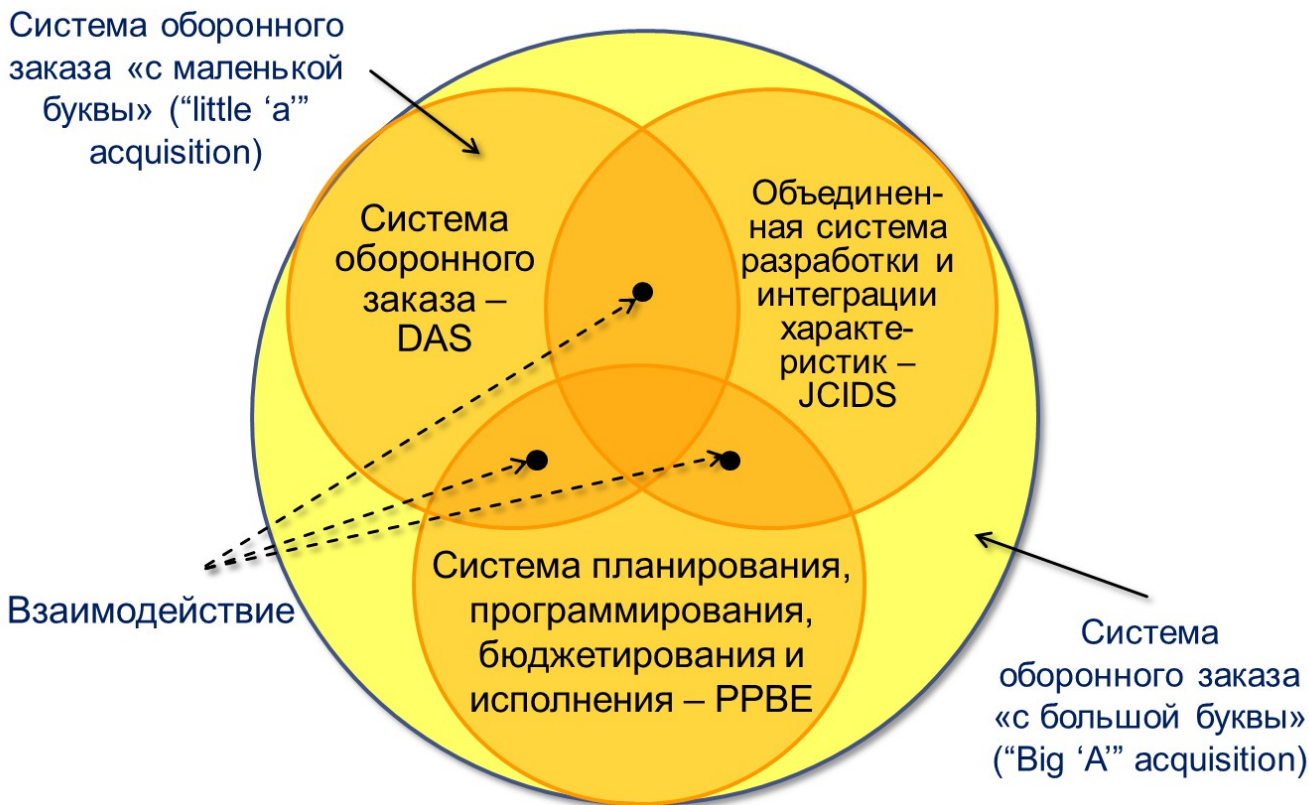 Система оборонного
заказа «с маленькой
буквы» (“little ‘a’”
acquisition)
Система
оборонного
заказа –
DAS
Объединен-
ная система
разработки и
интеграции
характе-
ристик –
JCIDS
Система планирования,
программирования,
бюджетирования и
исполнения – PPBE
Взаимодействие
Система
оборонного заказа
«с большой буквы»
(“Big ‘A’” acquisition)